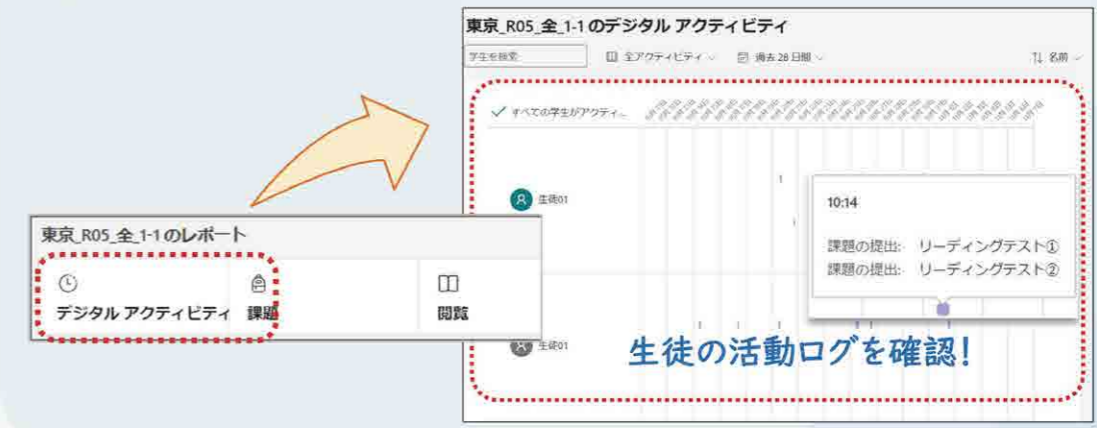 東京_R05_全_1-1 のデジタル アクティビティ
学生を検索 全アクティビティ 過去 28 日間 ↑↓ 名前
すべての学生がアクティ...
生徒01
10:14
課題の提出: リーディングテスト①
課題の提出: リーディングテスト②
東京_R05_全_1-1 のレポート
デジタル アクティビティ 課題 閲覧
生徒01
生徒の活動ログを確認!